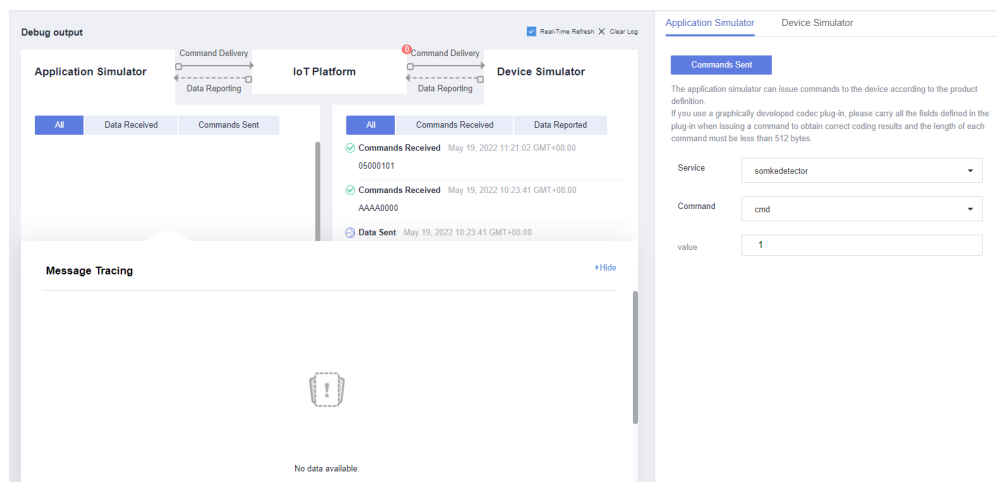 Debug output
Real-Time Refresh
Clear Log
Application Simulator
Command Delivery
Data Reporting
IoT Platform
0
Command Delivery
Data Reporting
Device Simulator
All
Data Received
Commands Sent
All
Commands Received
Data Reported
Commands Received May 19, 2022 11:21:02 GMT+08:00
05000101
Commands Received May 19, 2022 10:23:41 GMT+08:00
AAAA0000
Data Sent May 19, 2022 10:23:41 GMT+08:00
Message Tracing
Hide
No data available.
Application Simulator
Device Simulator
Commands Sent
The application simulator can issue commands to the device according to the product
definition.
If you use a graphically developed codec plug-in, please carry all the fields defined in the
plug-in when issuing a command to obtain correct coding results and the length of each
command must be less than 512 bytes.
Service
somkedetector
Command
cmd
value
1